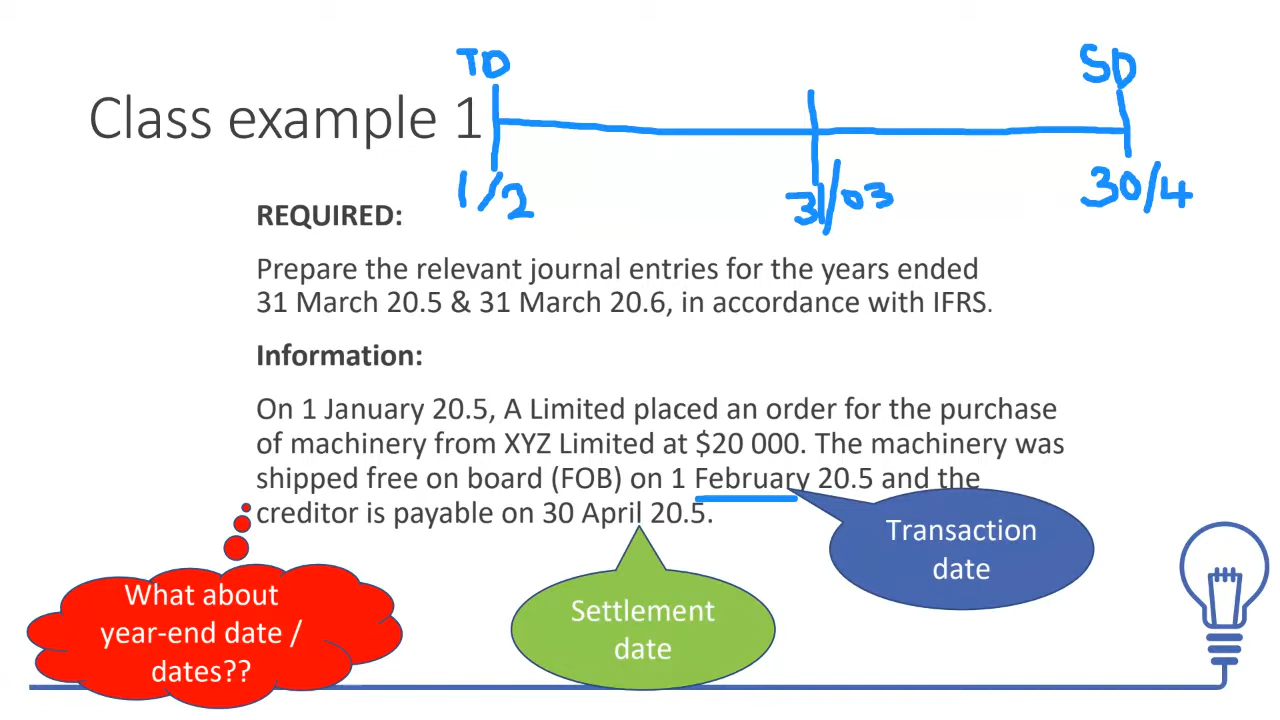 TD
SD
Class example 1
1/2
31/03
30/4
REQUIRED:
Prepare the relevant journal entries for the years ended
31 March 20.5 & 31 March 20.6, in accordance with IFRS.
Information:
On 1 January 20.5, A Limited placed an order for the purchase
of machinery from XYZ Limited at $20 000. The machinery was
shipped free on board (FOB) on 1 February 20.5 and the
creditor is payable on 30 April 20.5.
Transaction
date
What about
year-end date /
dates??
Settlement
date